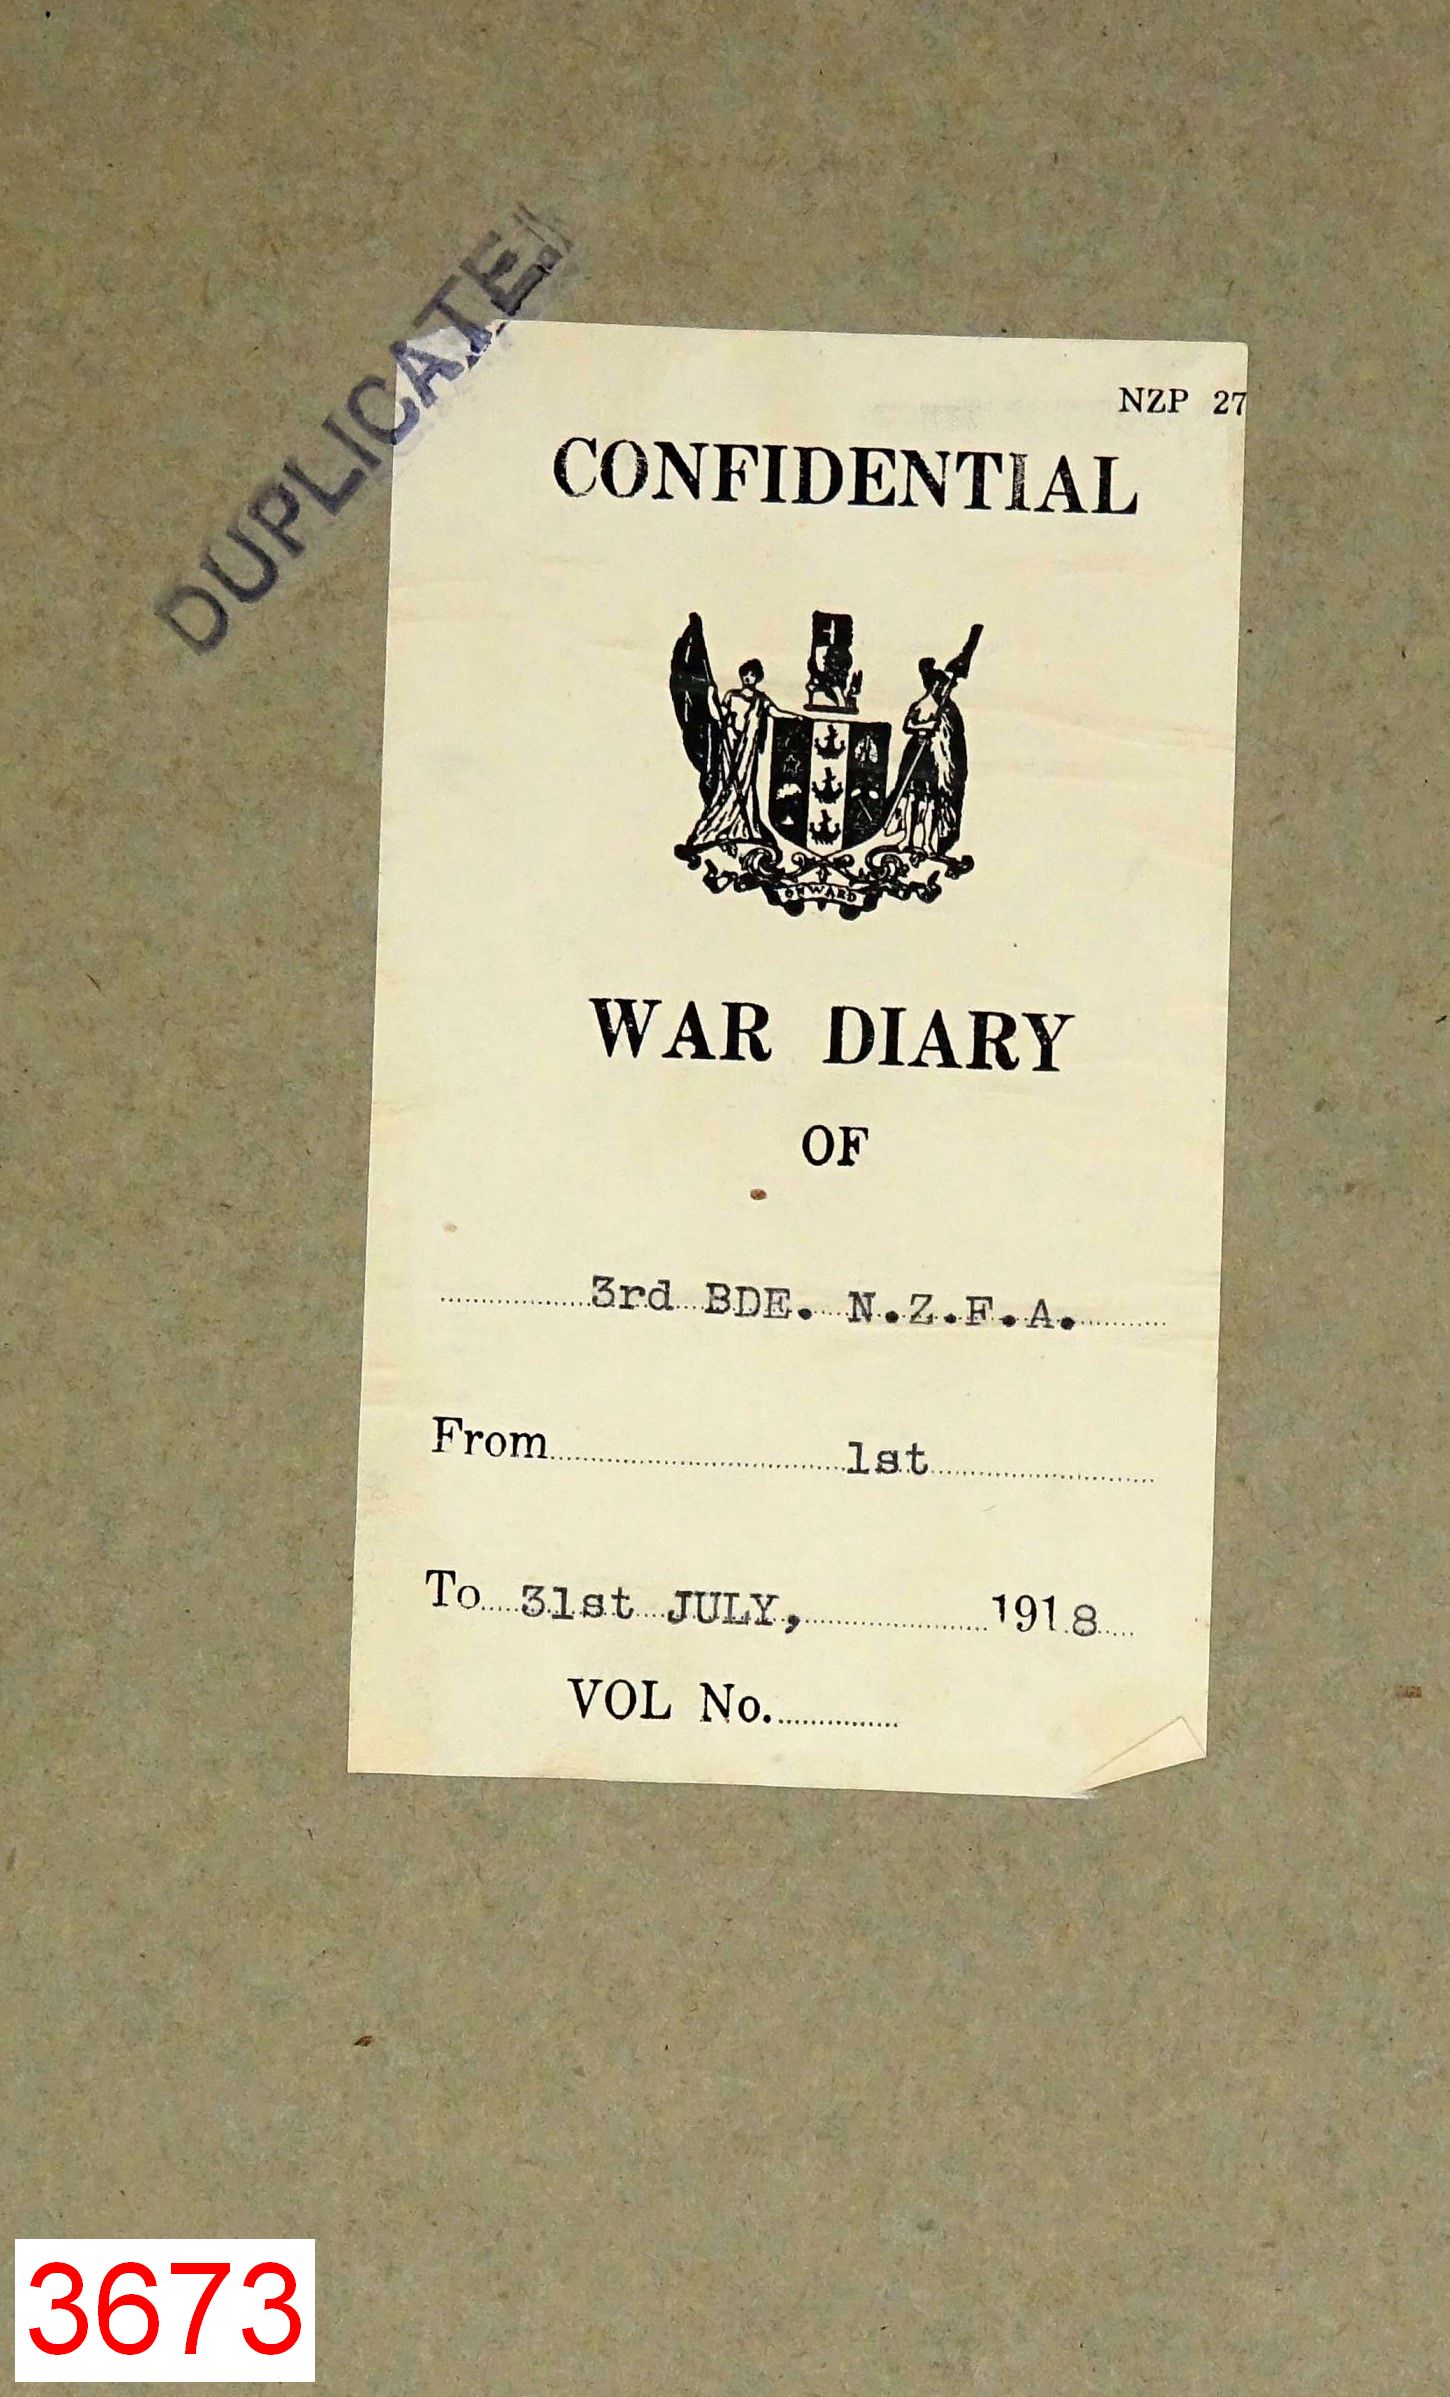 DUPLICATE.
NZP 27
CONFIDENTIAL
ONWARD
WAR DIARY
OF
3rd BDE. N.Z.F.A.
From 1st
To 31st JULY, 1918
VOL No.
3673